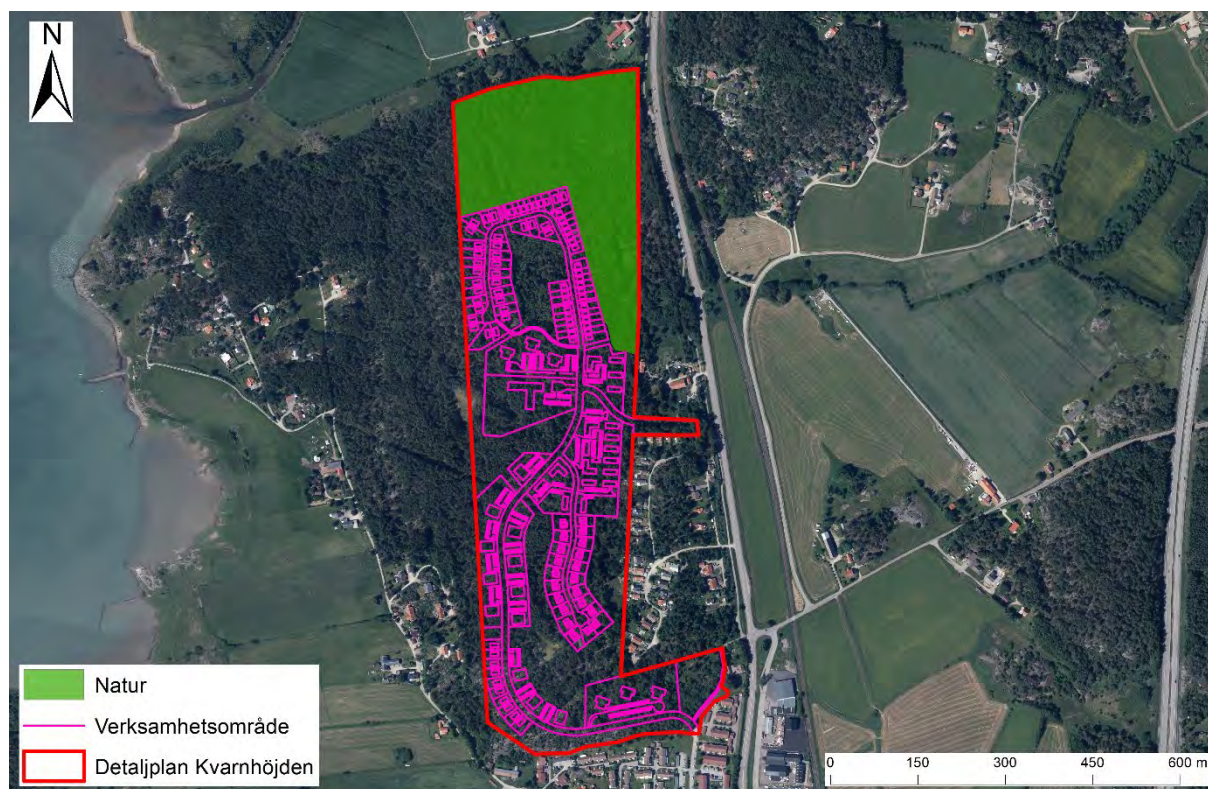 N
Natur
Verksamhetsområde
Detaljplan Kvarnhöjden
0 150 300 450 600 m